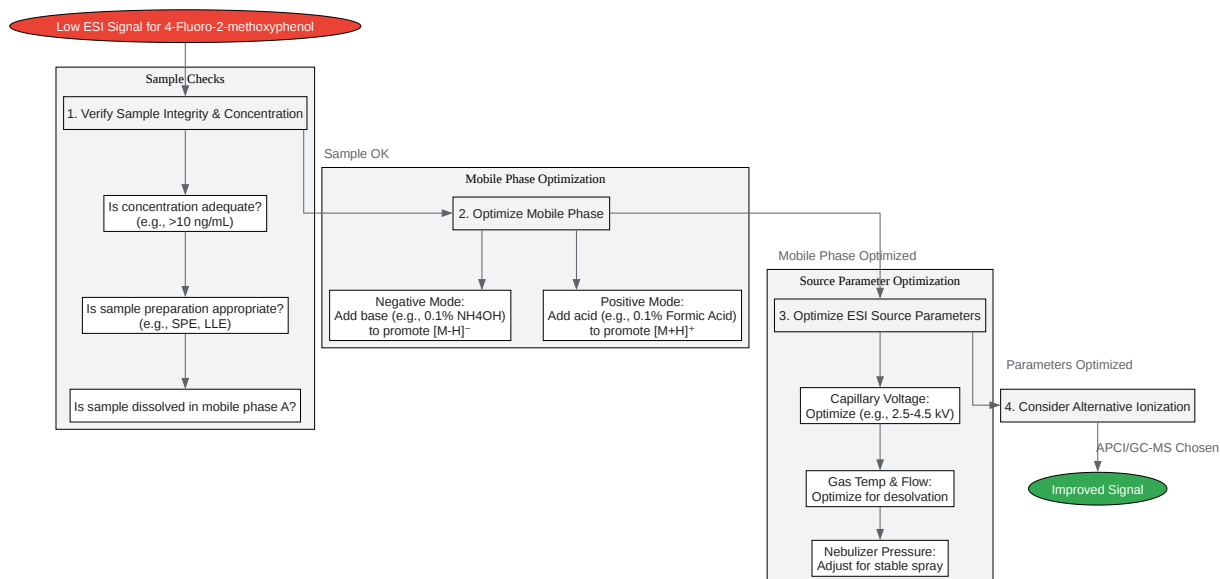 Low ESI Signal for 4-Fluoro-2-methoxyphenol
Sample Checks
1. Verify Sample Integrity & Concentration
Is concentration adequate?
(e.g., >10 ng/mL)
Is sample preparation appropriate?
(e.g., SPE, LLE)
Is sample dissolved in mobile phase A?
Sample OK
Mobile Phase Optimization
2. Optimize Mobile Phase
Negative Mode:
Add base (e.g., 0.1% NH4OH)
to promote [M-H]⁻
Positive Mode:
Add acid (e.g., 0.1% Formic Acid)
to promote [M+H]⁺
Mobile Phase Optimized
Source Parameter Optimization
3. Optimize ESI Source Parameters
Capillary Voltage:
Optimize (e.g., 2.5-4.5 kV)
Gas Temp & Flow:
Optimize for desolvation
Nebulizer Pressure:
Adjust for stable spray
Parameters Optimized
4. Consider Alternative Ionization
APCI/GC-MS Chosen
Improved Signal